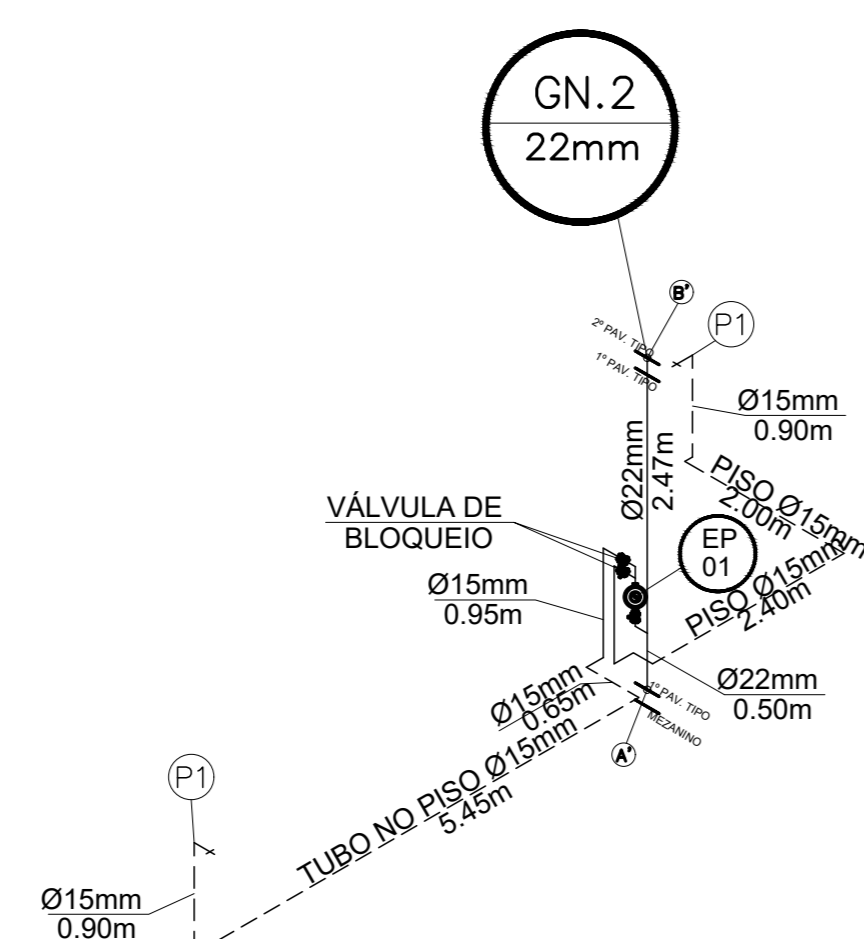 GN.2
22mm
B'
P1
2º PAV. TIPO
1º PAV. TIPO
Ø15mm
0.90m
Ø22mm
2.47m
PISO Ø15mm
2.00m
VÁLVULA DE
BLOQUEIO
EP
01
Ø15mm
0.95m
PISO Ø15mm
2.40m
Ø15mm
0.65m
Ø22mm
0.50m
1º PAV. TIPO
MEZANINO
A'
P1
TUBO NO PISO Ø15mm
5.45m
Ø15mm
0.90m